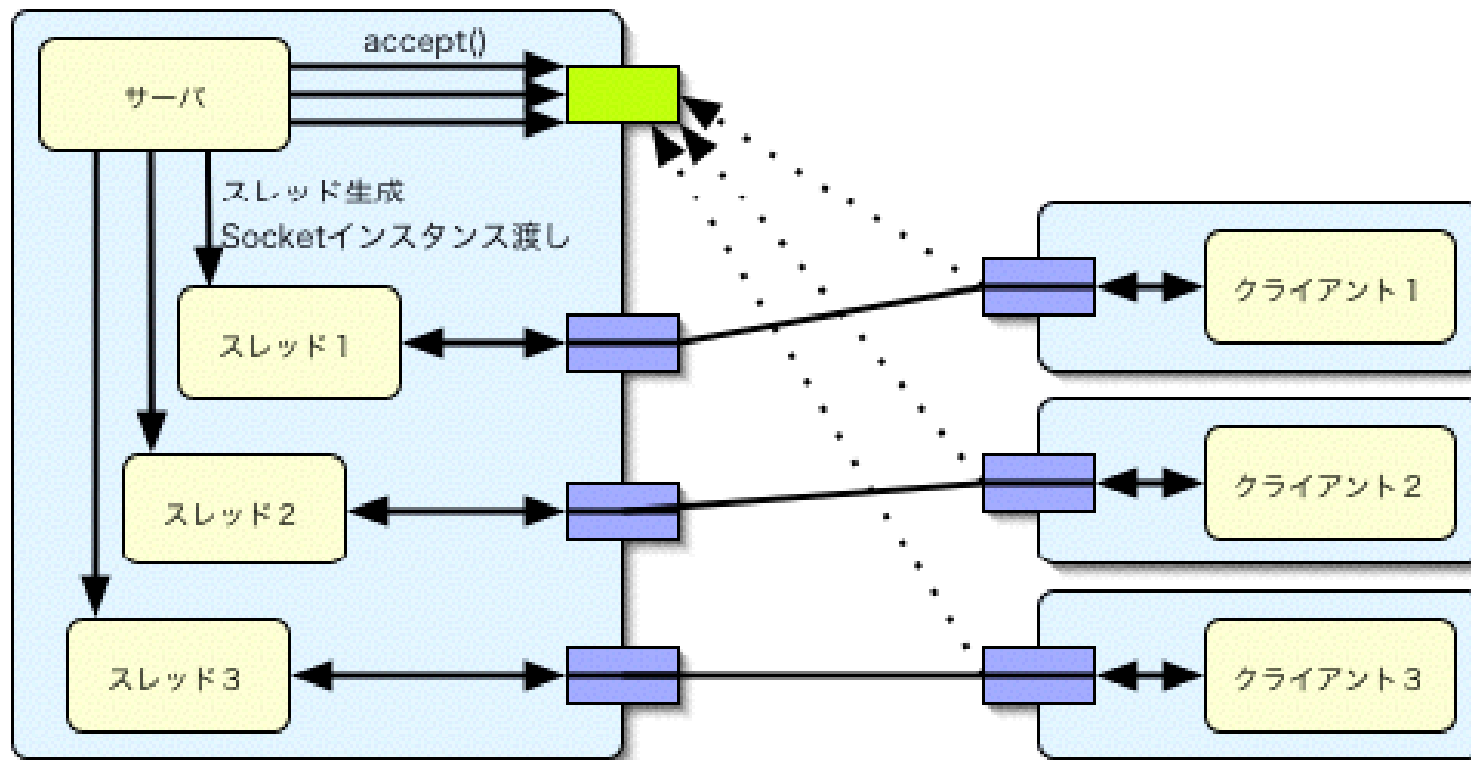 accept()
サーバ
スレッド生成
Socketインスタンス渡し
スレッド1
クライアント1
スレッド2
クライアント2
スレッド3
クライアント3